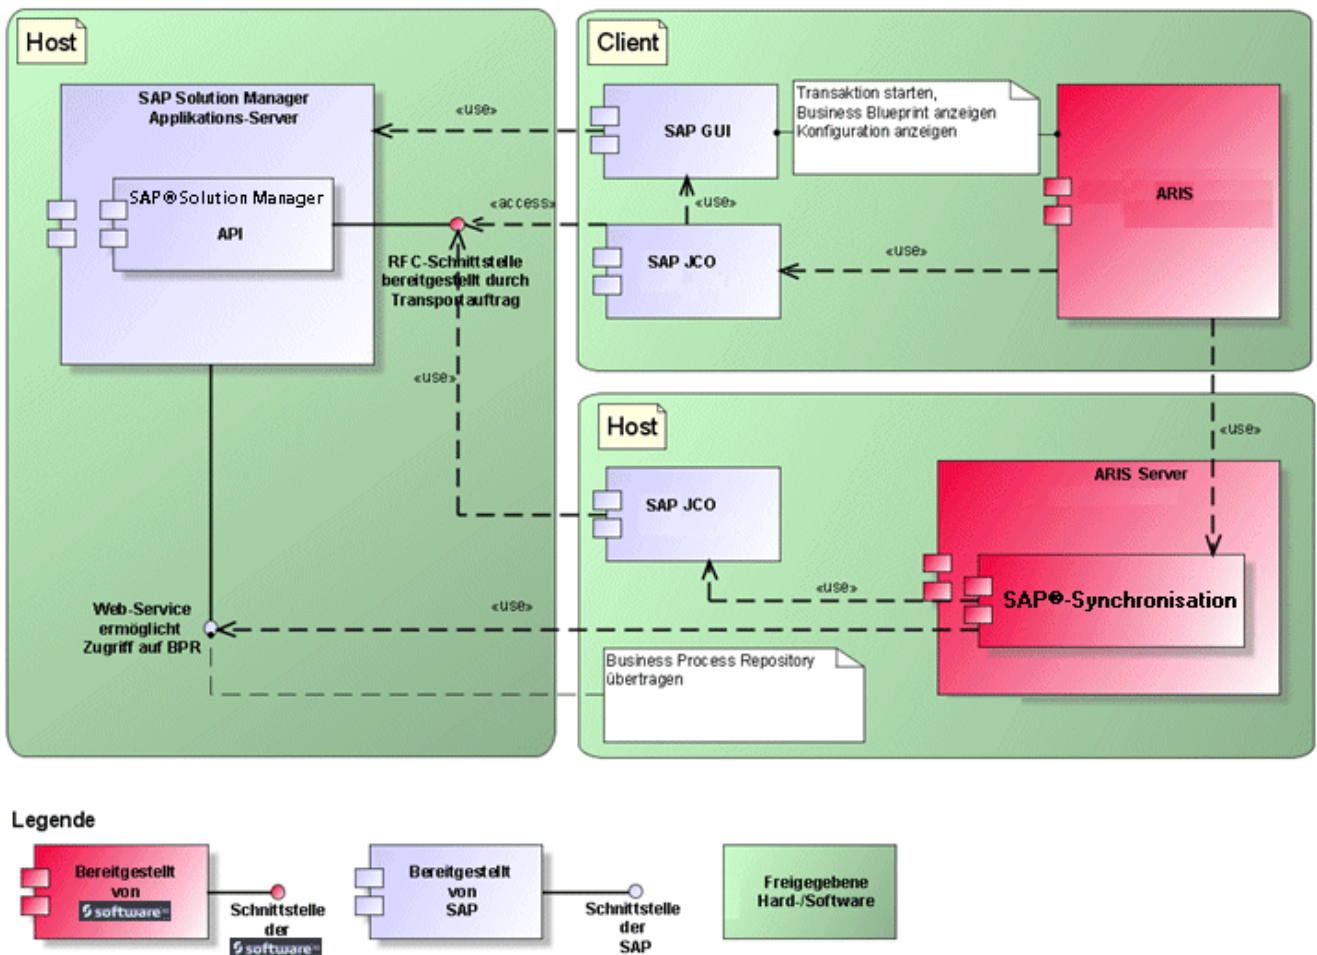 Host
SAP Solution Manager
Applikations-Server
SAP®Solution Manager
API
«use»
«access»
RFC-Schnittstelle
bereitgestellt durch
Transportauftrag
«use»
Web-Service
ermöglicht
Zugriff auf BPR
«use»
Client
SAP GUI
Transaktion starten,
Business Blueprint anzeigen
Konfiguration anzeigen
ARIS
«use»
SAP JCO
«use»
Host
«use»
ARIS Server
SAP JCO
«use»
SAP®-Synchronisation
Business Process Repository
übertragen
Legende
Bereitgestellt
von
software
Schnittstelle
der
software
Bereitgestellt
von
SAP
Schnittstelle
der
SAP
Freigegebene
Hard-/Software